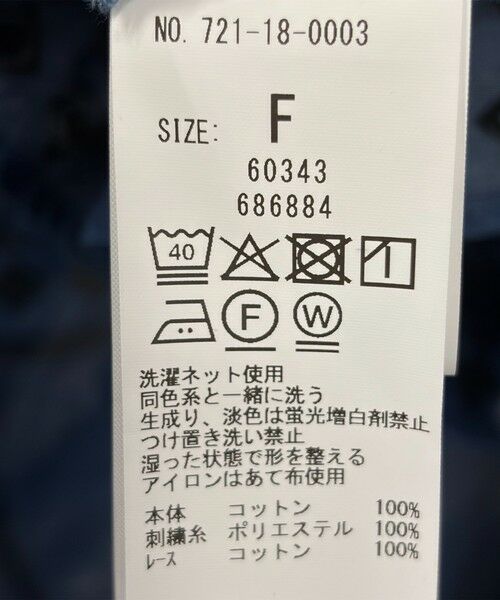 NO. 721-18-0003
SIZE: F
60343
686884
40
F W
洗濯ネット使用
同色系と一緒に洗う
生成り、淡色は蛍光増白剤禁止
つけ置き洗い禁止
湿った状態で形を整える
アイロンはあて布使用
本体 コットン 100%
刺繍糸 ポリエステル 100%
レース コットン 100%